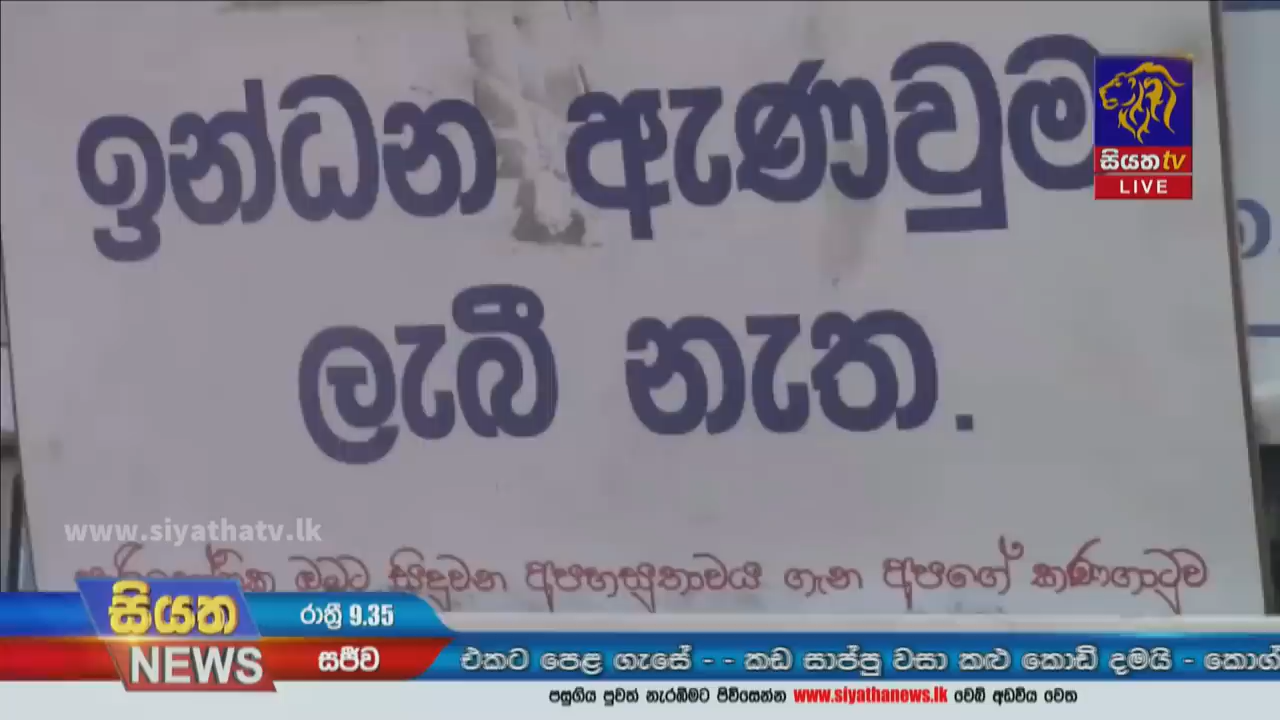 ඉන්ධන ඇණවුම
ලැබී නැත.
සියත tv
LIVE
www.siyathatv.lk
ඔබට සිදුවන අපහසුතාවය ගැන අපගේ කණගාටුව
සියත
NEWS
රාත්‍රී 9.35
සජීව
එකට පෙළ ගැසේ - - කඩ සාප්පු වසා කළු කොඩි දමයි -
පසුගිය පුවත් නැරඹීමට පිවිසෙන්න www.siyathanews.lk වෙබ් අඩවිය වෙත